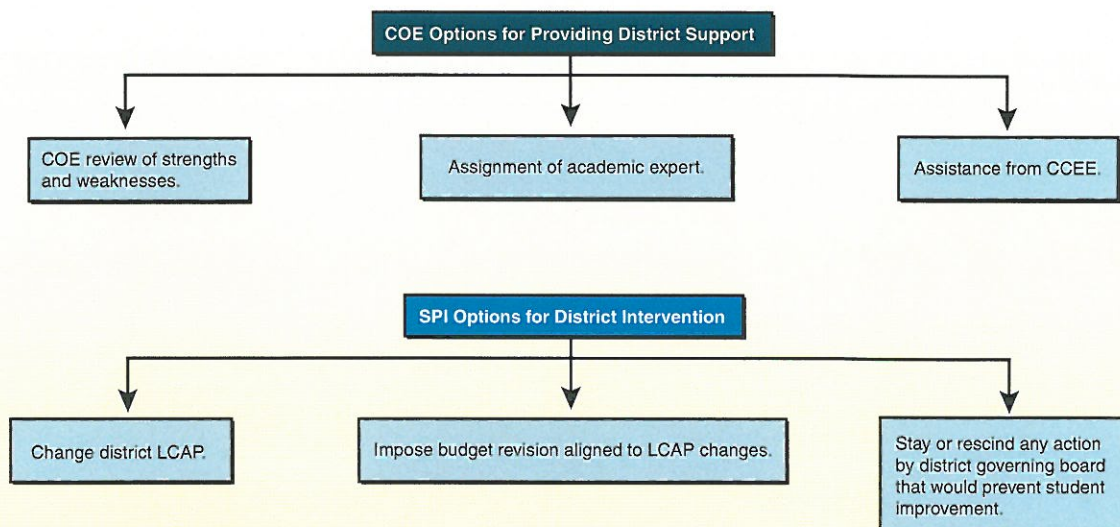 COE Options for Providing District Support
COE review of strengths
and weaknesses.
Assignment of academic expert.
Assistance from CCEE.
SPI Options for District Intervention
Change district LCAP.
Impose budget revision aligned to LCAP changes.
Stay or rescind any action
by district governing board
that would prevent student
improvement.